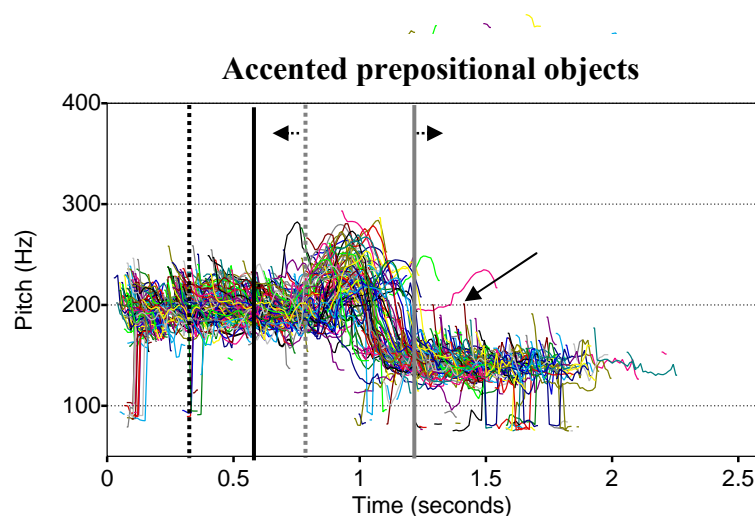 Accented prepositional objects
400
300
200
100
Pitch (Hz)
0 0.5 1 1.5 2 2.5
Time (seconds)